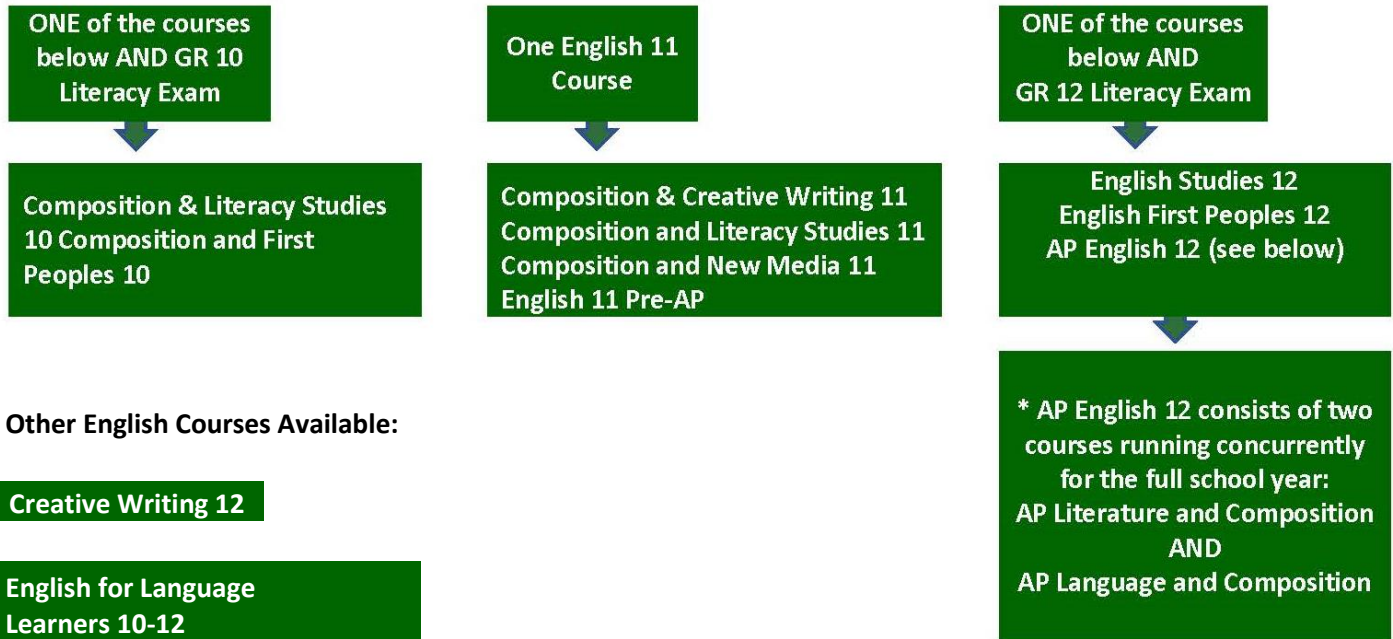 ONE of the courses
below AND GR 10
Literacy Exam
Composition & Literacy Studies
10 Composition and First
Peoples 10
One English 11
Course
Composition & Creative Writing 11
Composition and Literacy Studies 11
Composition and New Media 11
English 11 Pre-AP
ONE of the courses
below AND
GR 12 Literacy Exam
English Studies 12
English First Peoples 12
AP English 12 (see below)
* AP English 12 consists of two
courses running concurrently
for the full school year:
AP Literature and Composition
AND
AP Language and Composition
Other English Courses Available:
Creative Writing 12
English for Language
Learners 10-12